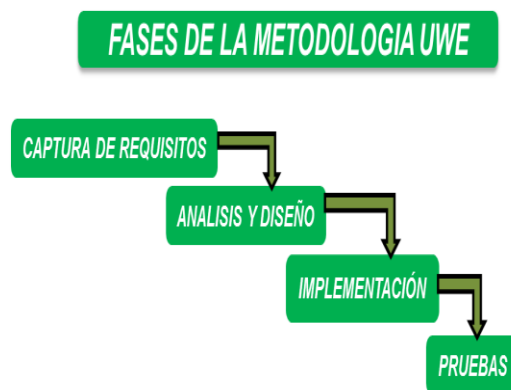 FASES DE LA METODOLOGIA UWE
CAPTURA DE REQUISITOS
ANALISIS Y DISEÑO
IMPLEMENTACIÓN
PRUEBAS